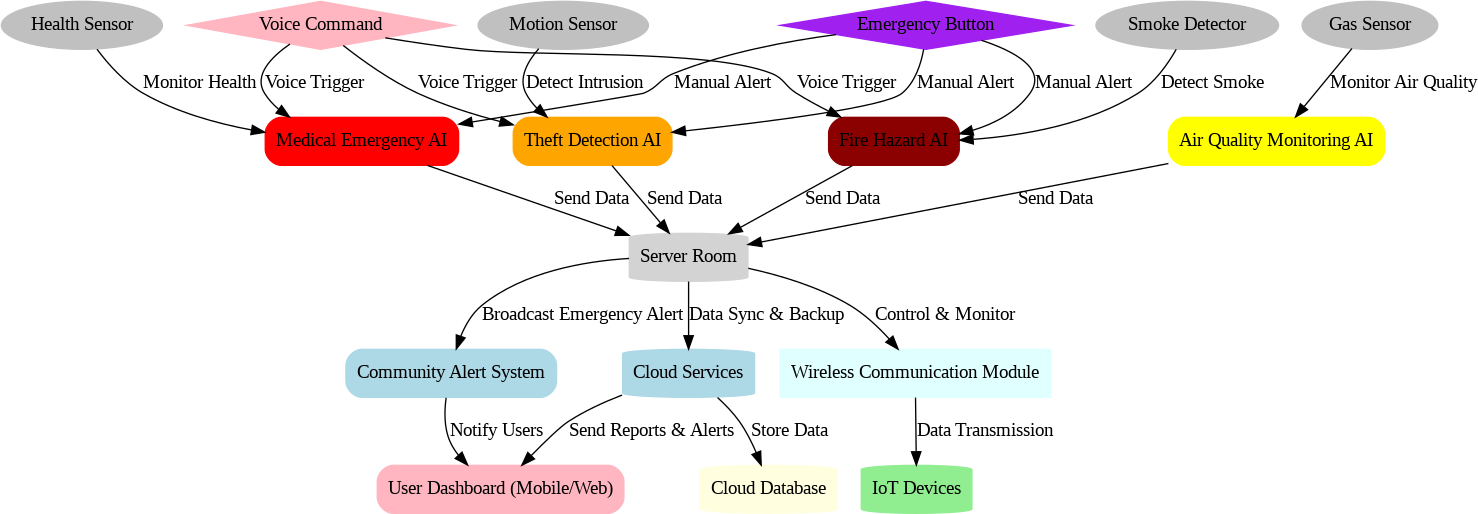 Health Sensor
Voice Command
Motion Sensor
Emergency Button
Smoke Detector
Gas Sensor
Monitor Health
Voice Trigger
Voice Trigger
Detect Intrusion
Manual Alert
Voice Trigger
Manual Alert
Manual Alert
Detect Smoke
Monitor Air Quality
Medical Emergency AI
Theft Detection AI
Fire Hazard AI
Air Quality Monitoring AI
Send Data
Send Data
Send Data
Send Data
Server Room
Broadcast Emergency Alert
Data Sync & Backup
Control & Monitor
Community Alert System
Cloud Services
Wireless Communication Module
Notify Users
Send Reports & Alerts
Store Data
Data Transmission
User Dashboard (Mobile/Web)
Cloud Database
IoT Devices